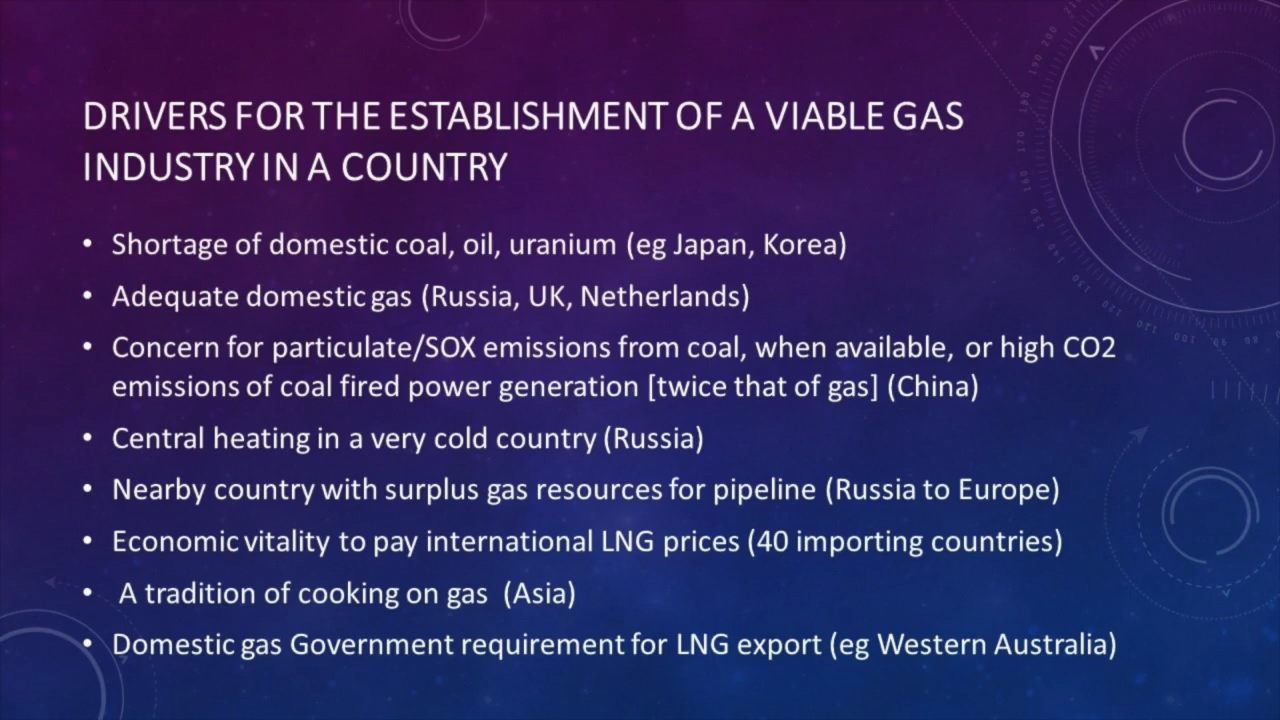 DRIVERS FOR THE ESTABLISHMENT OF A VIABLE GAS
INDUSTRY IN A COUNTRY
• Shortage of domestic coal, oil, uranium (eg Japan, Korea)
• Adequate domestic gas (Russia, UK, Netherlands)
• Concern for particulate/SOX emissions from coal, when available, or high CO2
emissions of coal fired power generation [twice that of gas] (China)
• Central heating in a very cold country (Russia)
• Nearby country with surplus gas resources for pipeline (Russia to Europe)
• Economic vitality to pay international LNG prices (40 importing countries)
• A tradition of cooking on gas (Asia)
• Domestic gas Government requirement for LNG export (eg Western Australia)